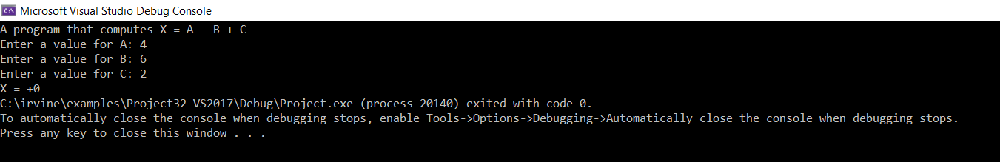 Microsoft Visual Studio Debug Console
A program that computes X = A - B + C
Enter a value for A: 4
Enter a value for B: 6
Enter a value for C: 2
X = +0
C:\irvine\examples\Project32_VS2017\Debug\Project.exe (process 20140) exited with code 0.
To automatically close the console when debugging stops, enable Tools->Options->Debugging->Automatically close the console when debugging stops.
Press any key to close this window . . .